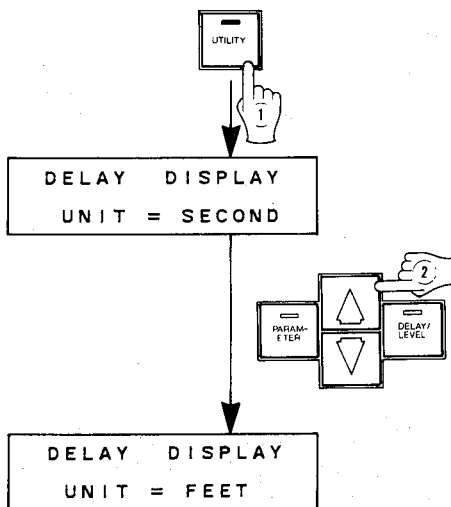 UTILITY
1
DELAY DISPLAY
UNIT = SECOND
2
PARAM-
ETER
DELAY/
LEVEL
DELAY DISPLAY
UNIT = FEET